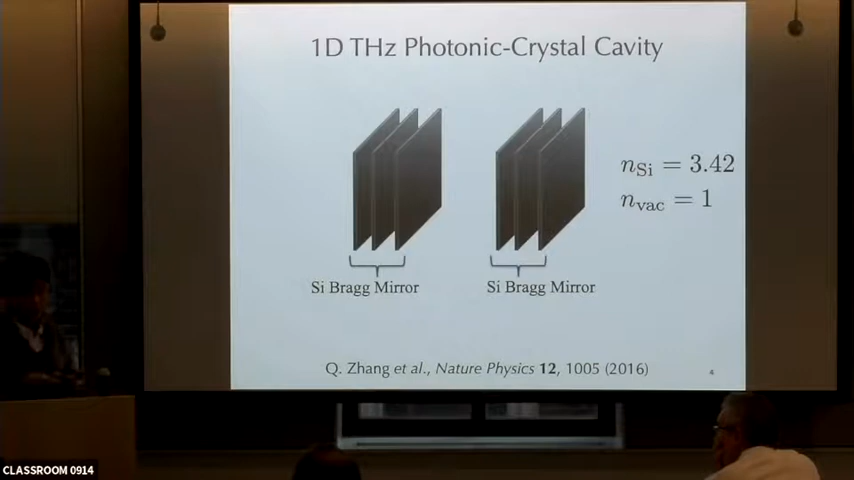 1D THz Photonic-Crystal Cavity
n_Si = 3.42
n_vac = 1
Si Bragg Mirror
Si Bragg Mirror
Q. Zhang et al., Nature Physics 12, 1005 (2016)
4
CLASSROOM 0914